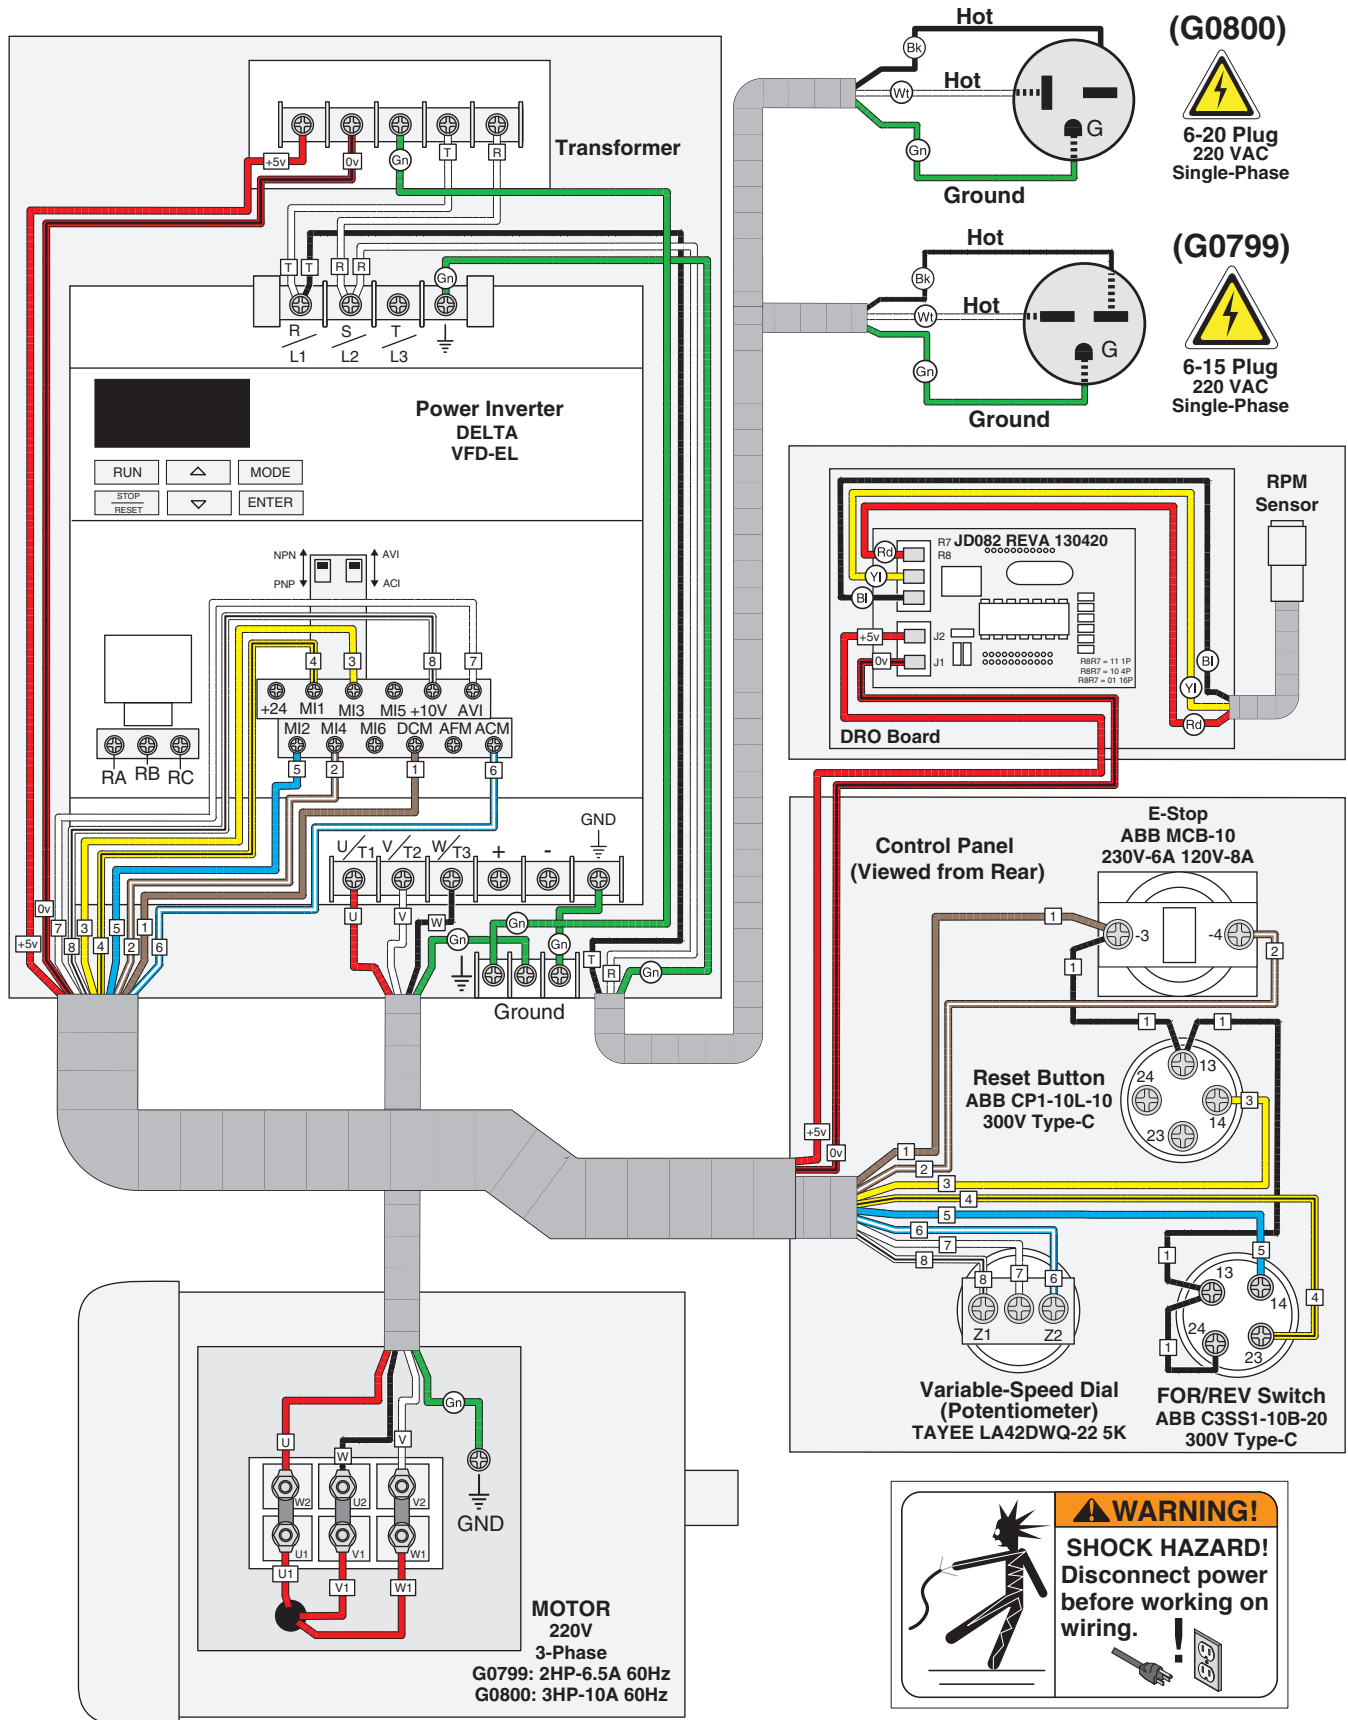 Hot
(G0800)
Bk
Hot
Wt
G
6-20 Plug
220 VAC
Single-Phase
Gn
Ground
Transformer
+5v
0v
Gn
T
R
Hot
(G0799)
Bk
Hot
Wt
G
6-15 Plug
220 VAC
Single-Phase
Gn
Ground
T
T
R
R
Gn
R
S
T
L1
L2
L3
Power Inverter
DELTA
VFD-EL
RUN
MODE
STOP
RESET
ENTER
NPN
AVI
PNP
ACI
4
3
8
7
+24
MI1
MI3
MI5
+10V
AVI
MI2
MI4
MI6
DCM
AFM
ACM
5
2
1
6
RA
RB
RC
GND
U/T1
V/T2
W/T3
+
-
U
V
W
Gn
Gn
Gn
T
R
Gn
Ground
+5v
0v
7
8
3
4
5
2
1
6
RPM
Sensor
R7
R8
JD082 REVA 130420
Rd
Yl
Bl
+5v
J2
0v
J1
R8R7 = 11 1P
R8R7 = 10 4P
R8R7 = 01 16P
Bl
Yl
Rd
DRO Board
Control Panel
(Viewed from Rear)
E-Stop
ABB MCB-10
230V-6A 120V-8A
1
-3
-4
2
1
1
1
Reset Button
ABB CP1-10L-10
300V Type-C
13
24
14
23
3
+5v
0v
1
2
3
4
5
6
7
8
8
7
6
Z1
Z2
Variable-Speed Dial
(Potentiometer)
TAYEE LA42DWQ-22 5K
1
5
13
14
4
24
23
1
FOR/REV Switch
ABB C3SS1-10B-20
300V Type-C
U
W
V
Gn
W2
U2
V2
GND
U1
V1
W1
U1
V1
W1
MOTOR
220V
3-Phase
G0799: 2HP-6.5A 60Hz
G0800: 3HP-10A 60Hz
WARNING!
SHOCK HAZARD!
Disconnect power
before working on
wiring.
!